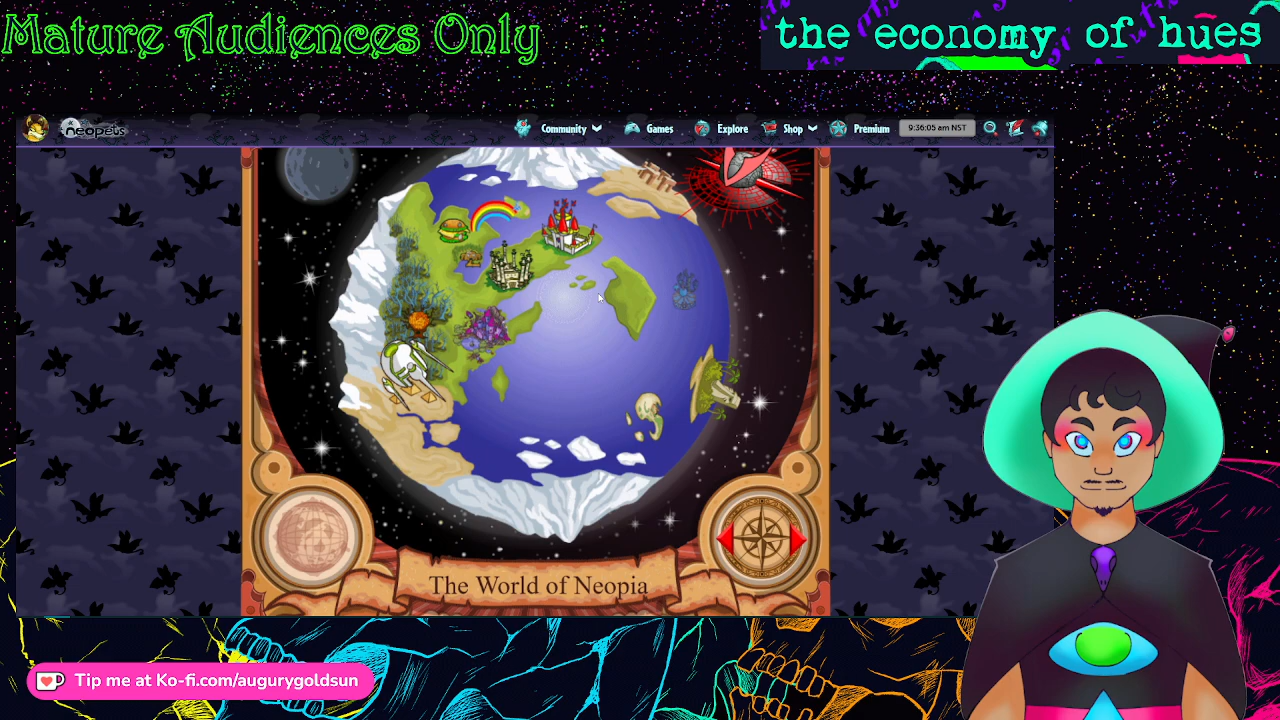 Mature Audiences Only
the economy of hues
neopets
Community
Games
Explore
Shop
Premium
9:36:05 am NST
The World of Neopia
Tip me at Ko-fi.com/augurygoldsun